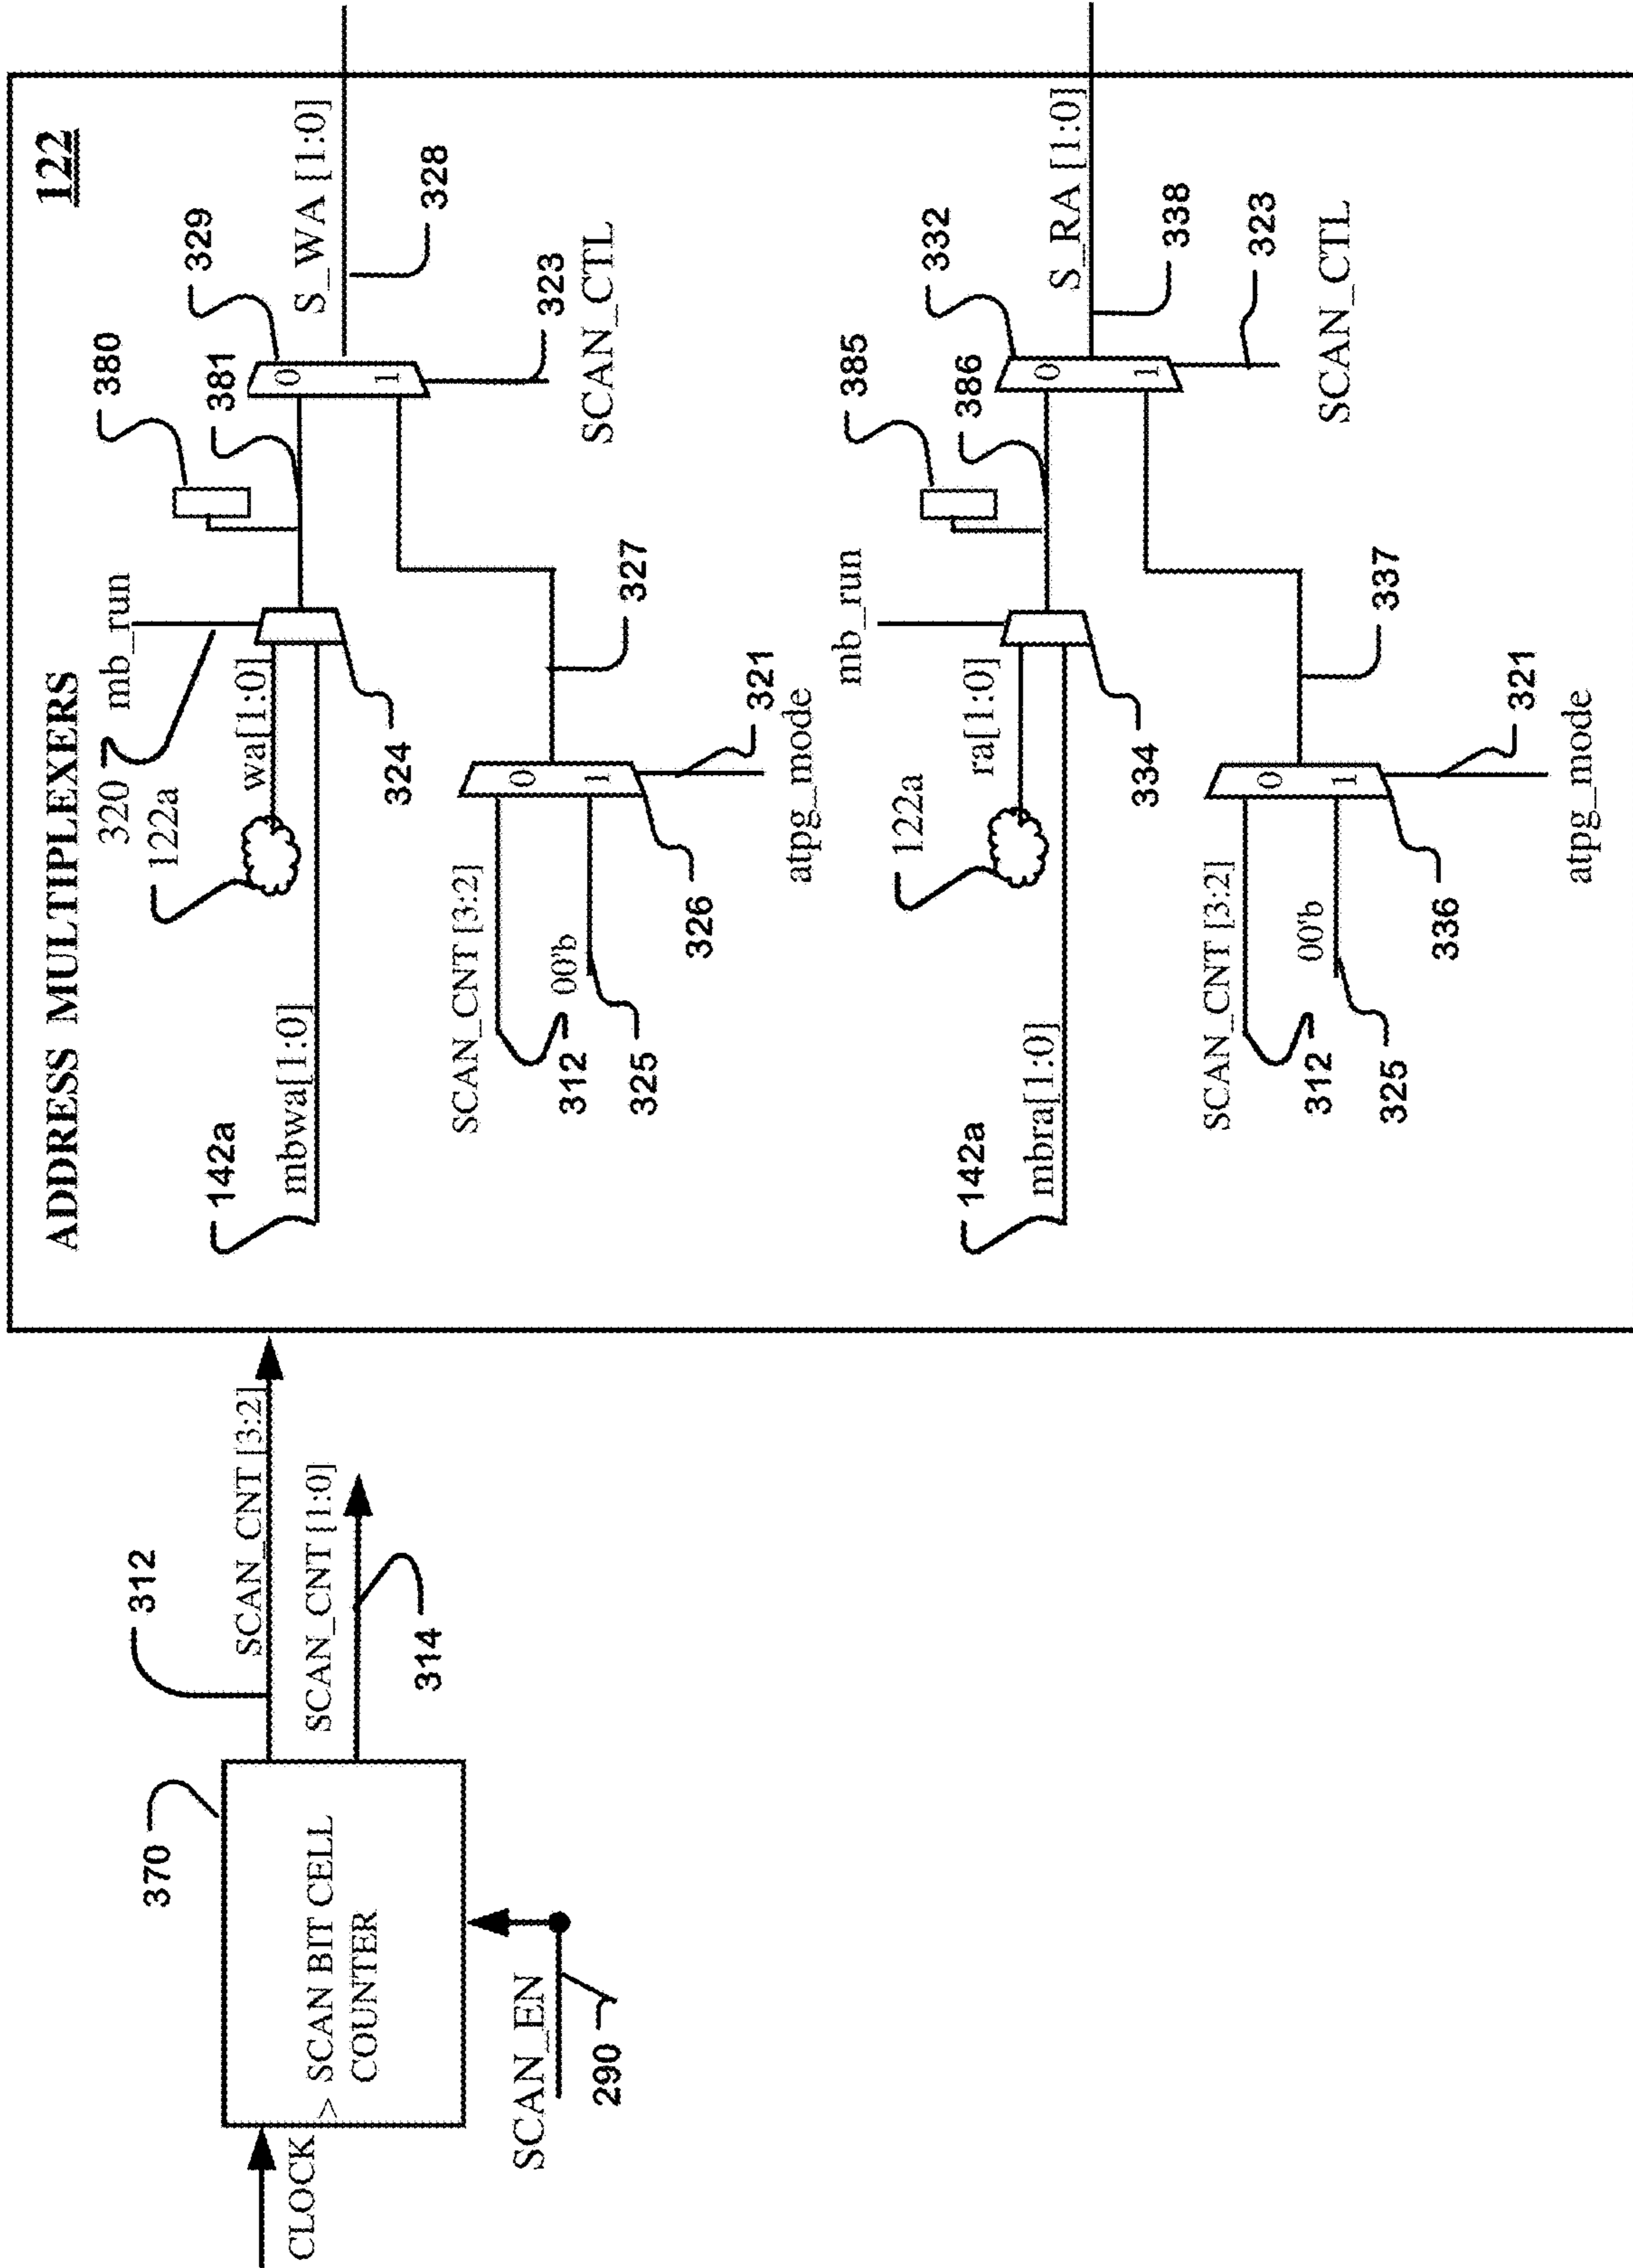 ADDRESS MULTIPLEXERS
122
320
mb_run
380
329
122a
wa[1:0]
381
0
S_WA [1:0]
142a
mbwa[1:0]
1
328
324
323
SCAN_CTL
SCAN_CNT [3:2]
0
327
312
00"b
1
325
326
321
atpg_mode
mb_run
385
332
122a
ra[1:0]
386
0
S_RA [1:0]
142a
mbra[1:0]
1
338
334
323
SCAN_CTL
SCAN_CNT [3:2]
0
337
312
00"b
1
325
336
321
atpg_mode
370
312
SCAN_CNT [3:2]
CLOCK
> SCAN BIT CELL
COUNTER
SCAN_CNT [1:0]
314
SCAN_EN
290